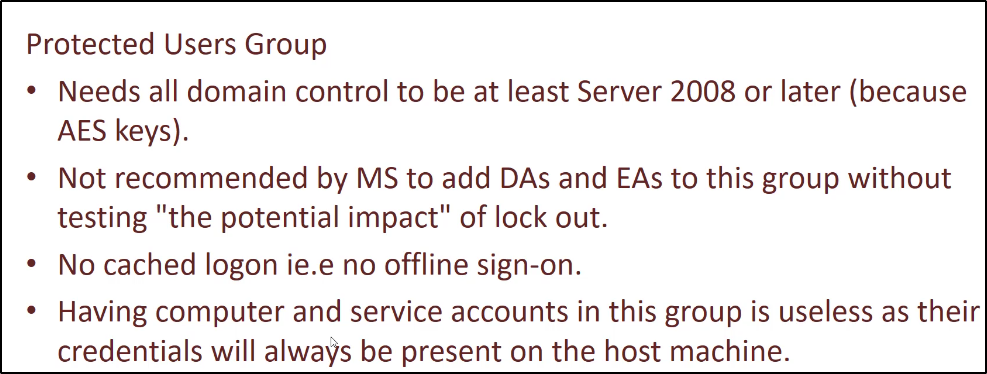 Protected Users Group
• Needs all domain control to be at least Server 2008 or later (because
AES keys).
• Not recommended by MS to add DAs and EAs to this group without
testing "the potential impact" of lock out.
• No cached logon ie.e no offline sign-on.
• Having computer and service accounts in this group is useless as their
credentials will always be present on the host machine.